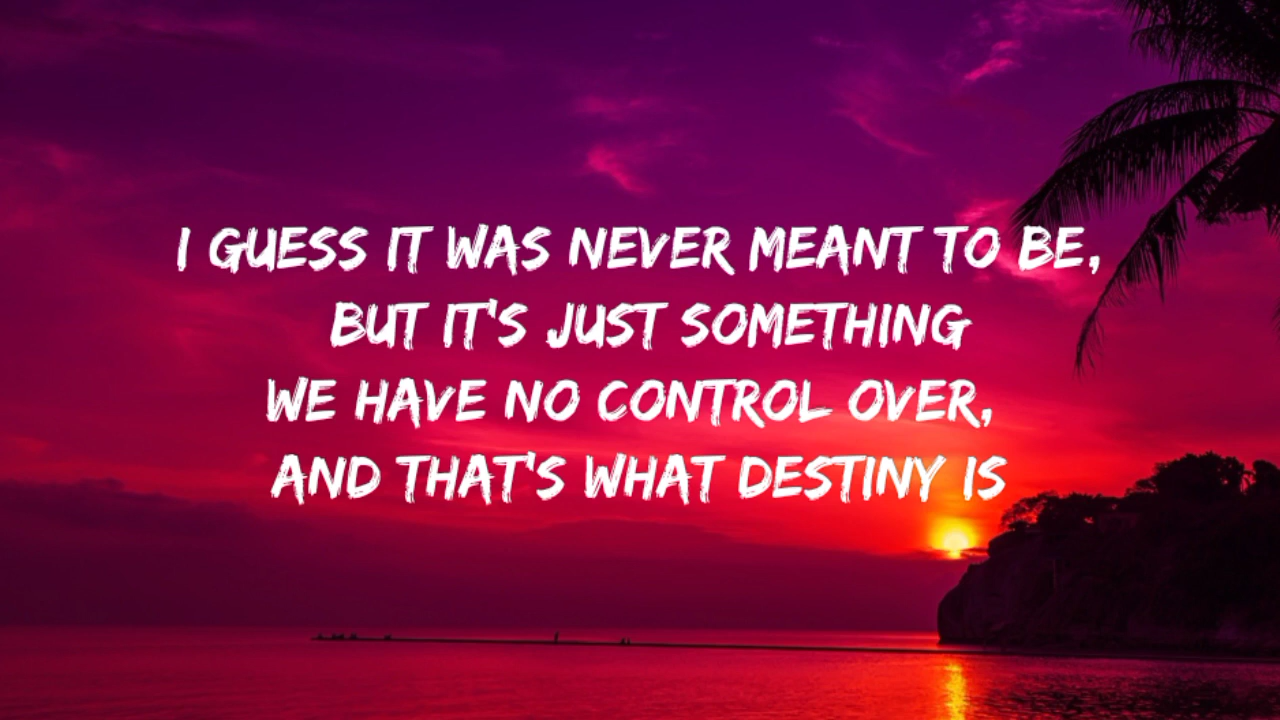 I GUESS IT WAS NEVER MEANT TO BE,
BUT IT'S JUST SOMETHING
WE HAVE NO CONTROL OVER,
AND THAT'S WHAT DESTINY IS